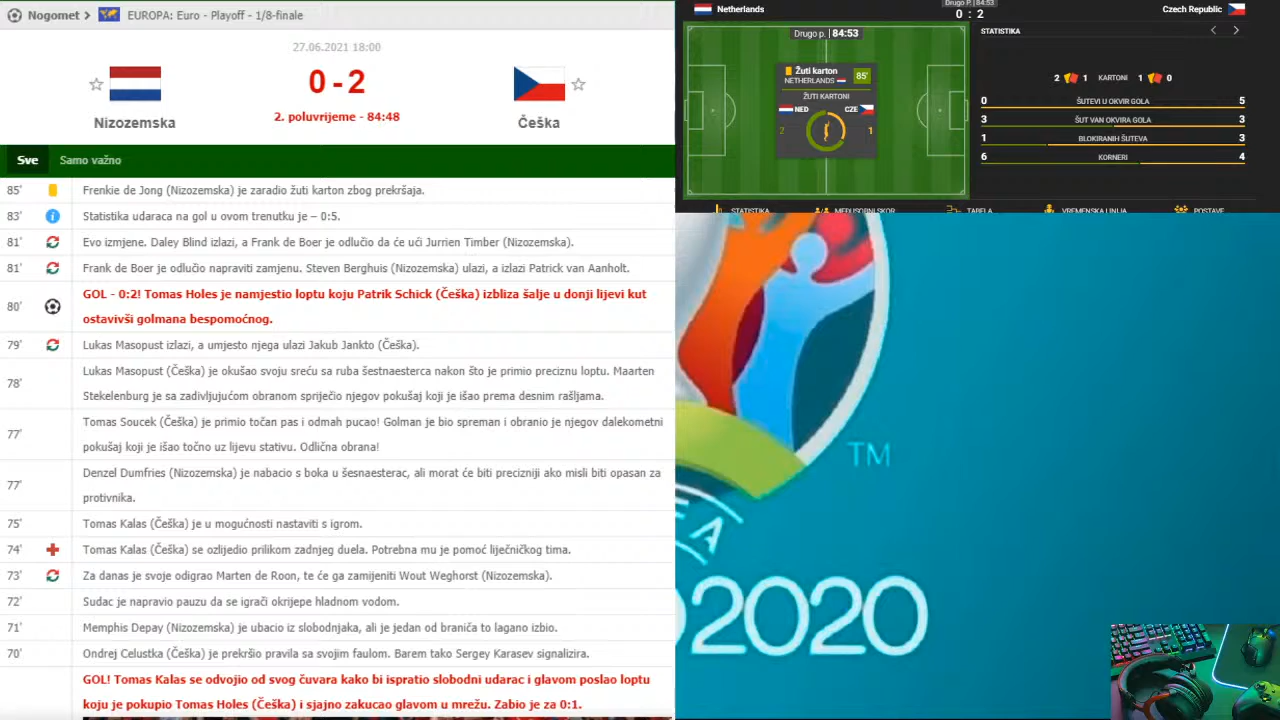 Nogomet > EUROPA: Euro - Playoff - 1/8-finale
27.06.2021 18:00
0 - 2
Nizozemska
2. poluvrijeme - 84:48
Češka
Sve Samo važno
85' Frenkie de Jong (Nizozemska) je zaradio žuti karton zbog prekršaja.
83' Statistika udaraca na gol u ovom trenutku je – 0:5.
81' Evo izmjene. Daley Blind izlazi, a Frank de Boer je odlučio da će ući Jurrien Timber (Nizozemska).
81' Frank de Boer je odlučio napraviti zamjenu. Steven Berghuis (Nizozemska) ulazi, a izlazi Patrick van Aanholt.
80' GOL - 0:2! Tomas Holes je namjestio loptu koju Patrik Schick (Češka) izbliza šalje u donji lijevi kut
ostavivši golmana bespomoćnog.
79' Lukas Masopust izlazi, a umjesto njega ulazi Jakub Jankto (Češka).
78' Lukas Masopust (Češka) je okušao svoju sreću sa ruba šestnaesterca nakon što je primio preciznu loptu. Maarten
Stekelenburg je sa zadivljujućom obranom spriječio njegov pokušaj koji je išao prema desnim rašljama.
77' Tomas Soucek (Češka) je primio točan pas i odmah pucao! Golman je bio spreman i obranio je njegov dalekometni
pokušaj koji je išao točno uz lijevu stativu. Odlična obrana!
77' Denzel Dumfries (Nizozemska) je nabacio s boka u šesnaesterac, ali morat će biti precizniji ako misli biti opasan za
protivnika.
75' Tomas Kalas (Češka) je u mogućnosti nastaviti s igrom.
74' Tomas Kalas (Češka) se ozlijedio prilikom zadnjeg duela. Potrebna mu je pomoć liječničkog tima.
73' Za danas je svoje odigrao Marten de Roon, te će ga zamijeniti Wout Weghorst (Nizozemska).
72' Sudac je napravio pauzu da se igrači okrijepe hladnom vodom.
71' Memphis Depay (Nizozemska) je ubacio iz slobodnjaka, ali je jedan od braniča to lagano izbio.
70' Ondrej Celustka (Češka) je prekršio pravila sa svojim faulom. Barem tako Sergey Karasev signalizira.
GOL! Tomas Kalas se odvojio od svog čuvara kako bi ispratio slobodni udarac i glavom poslao loptu
koju je pokupio Tomas Holes (Češka) i sjajno zakucao glavom u mrežu. Zabio je za 0:1.
Drugo P. | 84:53
Netherlands 0 : 2 Czech Republic
Drugo p. | 84:53
Žuti karton
NETHERLANDS 85'
ŽUTI KARTONI
NED CZE
2 1
STATISTIKA
2 1 KARTONI 1 0
0 ŠUTEVI U OKVIR GOLA 5
3 ŠUT VAN OKVIRA GOLA 3
1 BLOKIRANIH ŠUTEVA 3
6 KORNERI 4
STATISTIKA MEĐUSOBNI SKOR TABELA VREMENSKA LINIJA POSTAVE
TM
EFA
2020